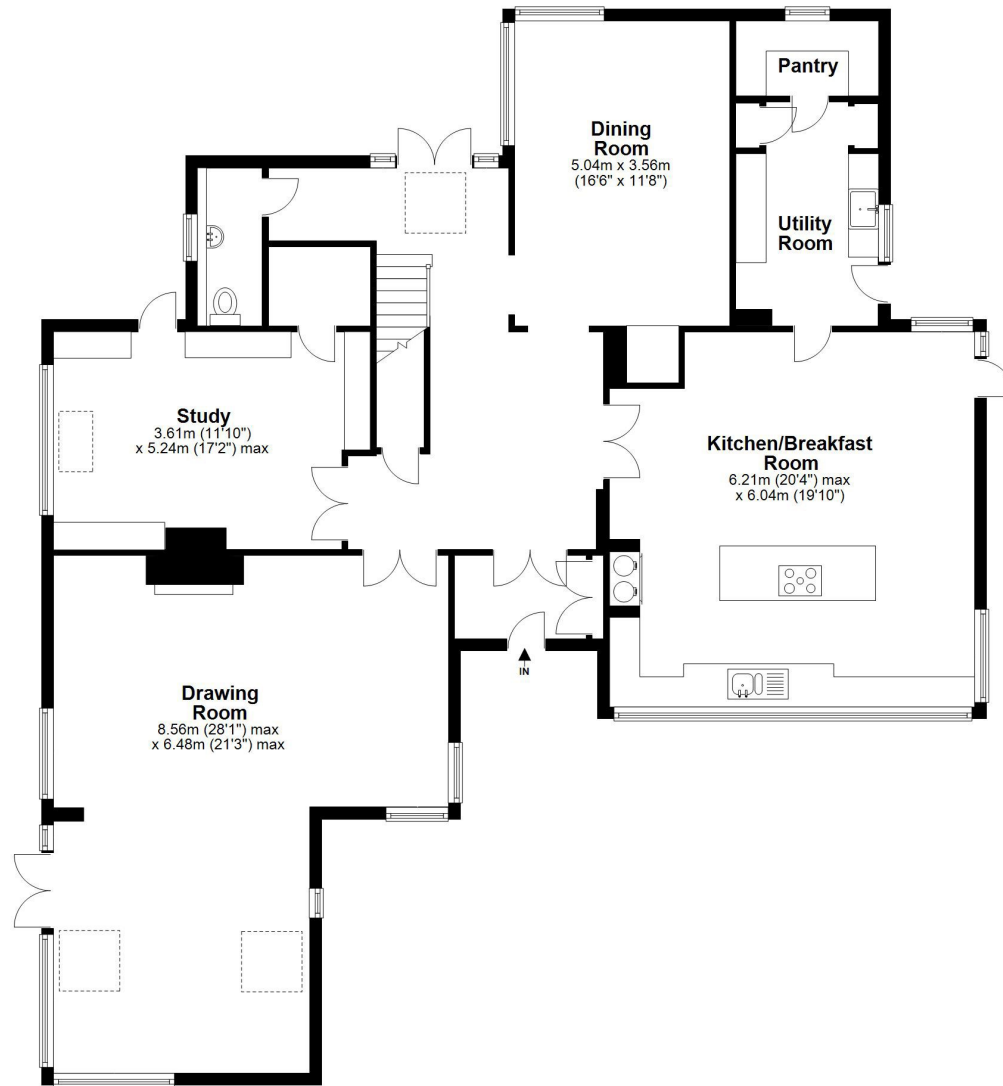 Pantry
Dining
Room
5.04m x 3.56m
(16'6" x 11'8")
Utility
Room
Study
3.61m (11'10")
x 5.24m (17'2") max
Kitchen/Breakfast
Room
6.21m (20'4") max
x 6.04m (19'10")
IN
Drawing
Room
8.56m (28'1") max
x 6.48m (21'3") max